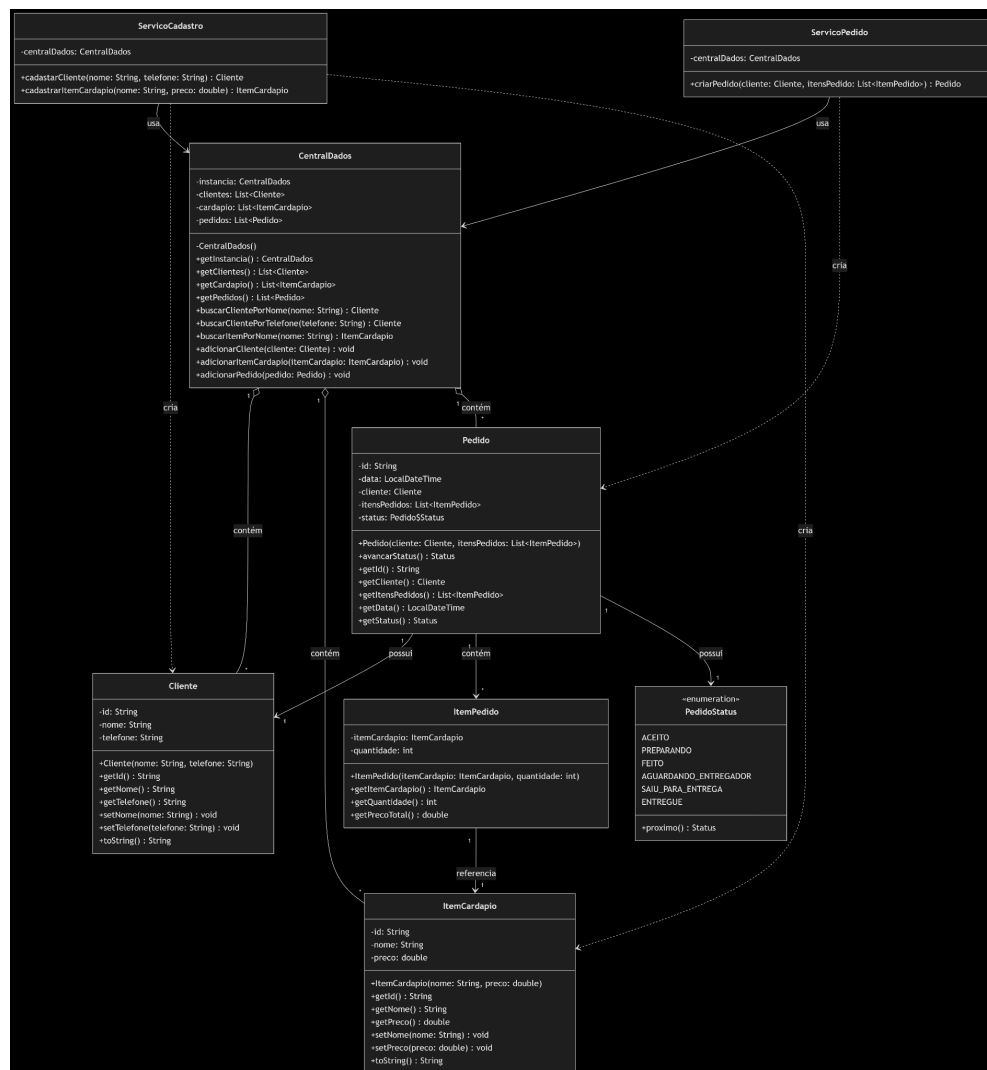 ServicoCadastro
-centralDados: CentralDados
+cadastarCliente(nome: String, telefone: String) : Cliente
+cadastrarItemCardapio(nome: String, preco: double) : ItemCardapio
ServicoPedido
-centralDados: CentralDados
+criarPedido(cliente: Cliente, itensPedido: List<ItemPedido>) : Pedido
usa
usa
CentralDados
-instancia: CentralDados
-clientes: List<Cliente>
-cardapio: List<ItemCardapio>
-pedidos: List<Pedido>
-CentralDados()
+getInstancia() : CentralDados
+getClientes() : List<Cliente>
+getCardapio() : List<ItemCardapio>
+getPedidos() : List<Pedido>
+buscarClientePorNome(nome: String) : Cliente
+buscarClientePorTelefone(telefone: String) : Cliente
+buscarItemPorNome(nome: String) : ItemCardapio
+adicionarCliente(cliente: Cliente) : void
+adicionarItemCardapio(itemCardapio: ItemCardapio) : void
+adicionarPedido(pedido: Pedido) : void
cria
1
1
1
cria
contém
*
Pedido
-id: String
-data: LocalDateTime
-cliente: Cliente
-itensPedidos: List<ItemPedido>
-status: Pedido$Status
+Pedido(cliente: Cliente, itensPedidos: List<ItemPedido>)
+avancarStatus() : Status
+getId() : String
+getCliente() : Cliente
+getItensPedidos() : List<ItemPedido>
+getData() : LocalDateTime
+getStatus() : Status
contém
cria
1
1
1
contém
possui
contém
possui
*
1
*
1
Cliente
-id: String
-nome: String
-telefone: String
+Cliente(nome: String, telefone: String)
+getId() : String
+getNome() : String
+getTelefone() : String
+setNome(nome: String) : void
+setTelefone(telefone: String) : void
+toString() : String
ItemPedido
-itemCardapio: ItemCardapio
-quantidade: int
+ItemPedido(itemCardapio: ItemCardapio, quantidade: int)
+getItemCardapio() : ItemCardapio
+getQuantidade() : int
+getPrecoTotal() : double
«enumeration»
PedidoStatus
ACEITO
PREPARANDO
FEITO
AGUARDANDO_ENTREGADOR
SAIU_PARA_ENTREGA
ENTREGUE
+proximo() : Status
1
referencia
*
1
ItemCardapio
-id: String
-nome: String
-preco: double
+ItemCardapio(nome: String, preco: double)
+getId() : String
+getNome() : String
+getPreco() : double
+setNome(nome: String) : void
+setPreco(preco: double) : void
+toString() : String